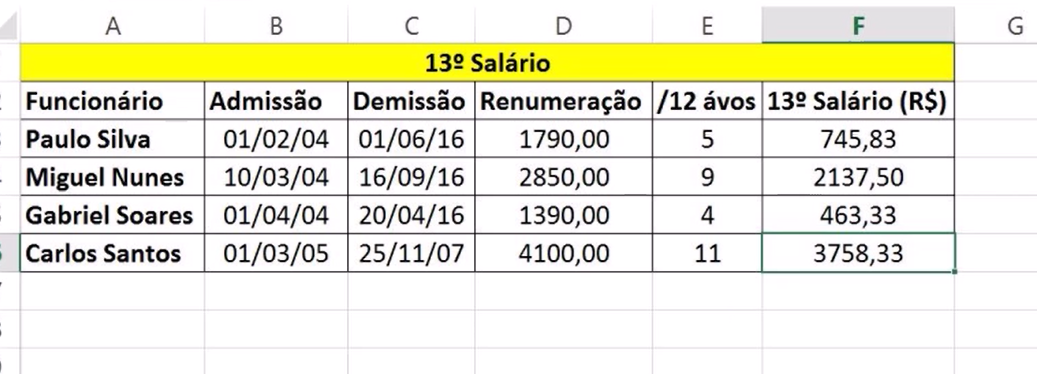 A B C D E F G
13º Salário
Funcionário Admissão Demissão Renumeração /12 ávos 13º Salário (R$)
Paulo Silva 01/02/04 01/06/16 1790,00 5 745,83
Miguel Nunes 10/03/04 16/09/16 2850,00 9 2137,50
Gabriel Soares 01/04/04 20/04/16 1390,00 4 463,33
Carlos Santos 01/03/05 25/11/07 4100,00 11 3758,33